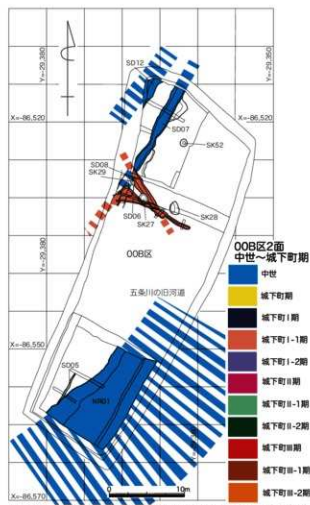 Y=-29,380
Y=-29,350
SD12
X=-86,520
X=-86,520
SD07
SK52
SD08
SK29
SD06
SK27
SK28
Y=-29,380
00B区
00B区2面
中世~城下町期
中世
城下町期
城下町I期
城下町I-1期
城下町I-2期
城下町II期
城下町II-1期
城下町II-2期
城下町III期
城下町III-1期
城下町III-2期
五条川の旧河道
X=-86,550
SD05
X=-86,570
0
10m